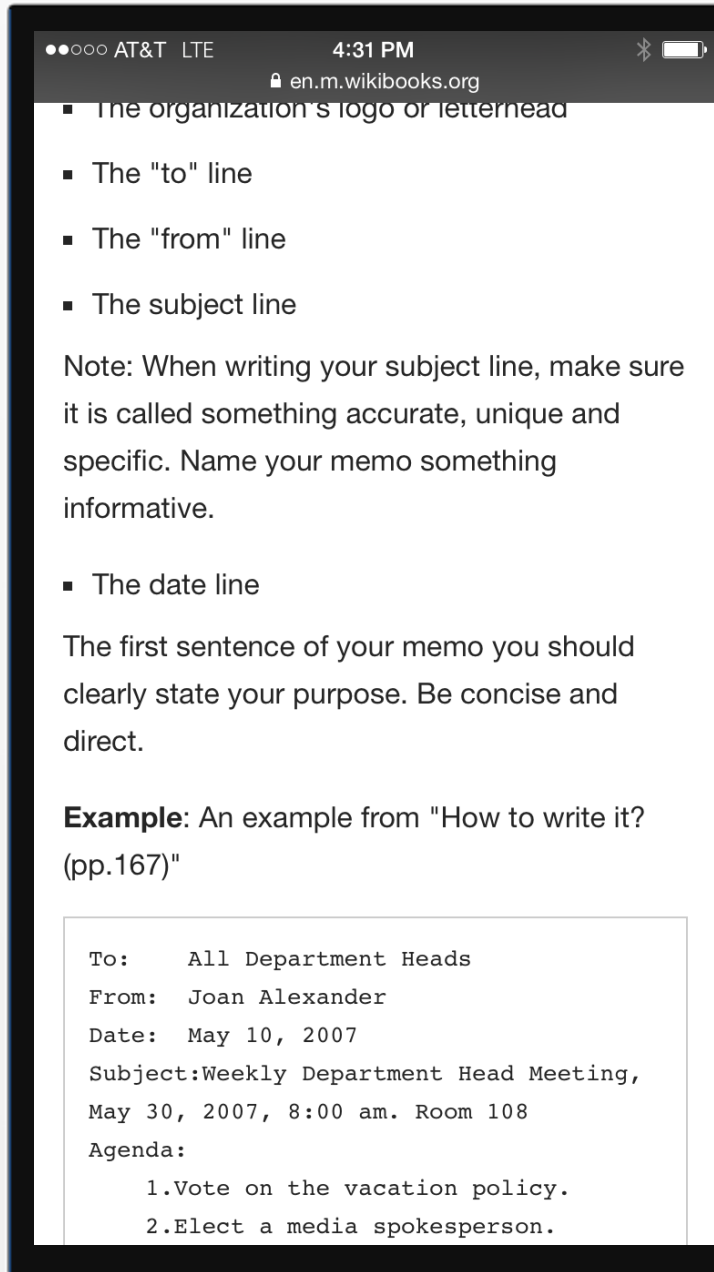 AT&T LTE 4:31 PM
en.m.wikibooks.org
The organization's logo or letterhead
The "to" line
The "from" line
The subject line
Note: When writing your subject line, make sure
it is called something accurate, unique and
specific. Name your memo something
informative.
The date line
The first sentence of your memo you should
clearly state your purpose. Be concise and
direct.
Example: An example from "How to write it?
(pp.167)"
To: All Department Heads
From: Joan Alexander
Date: May 10, 2007
Subject:Weekly Department Head Meeting,
May 30, 2007, 8:00 am. Room 108
Agenda:
1.Vote on the vacation policy.
2.Elect a media spokesperson.